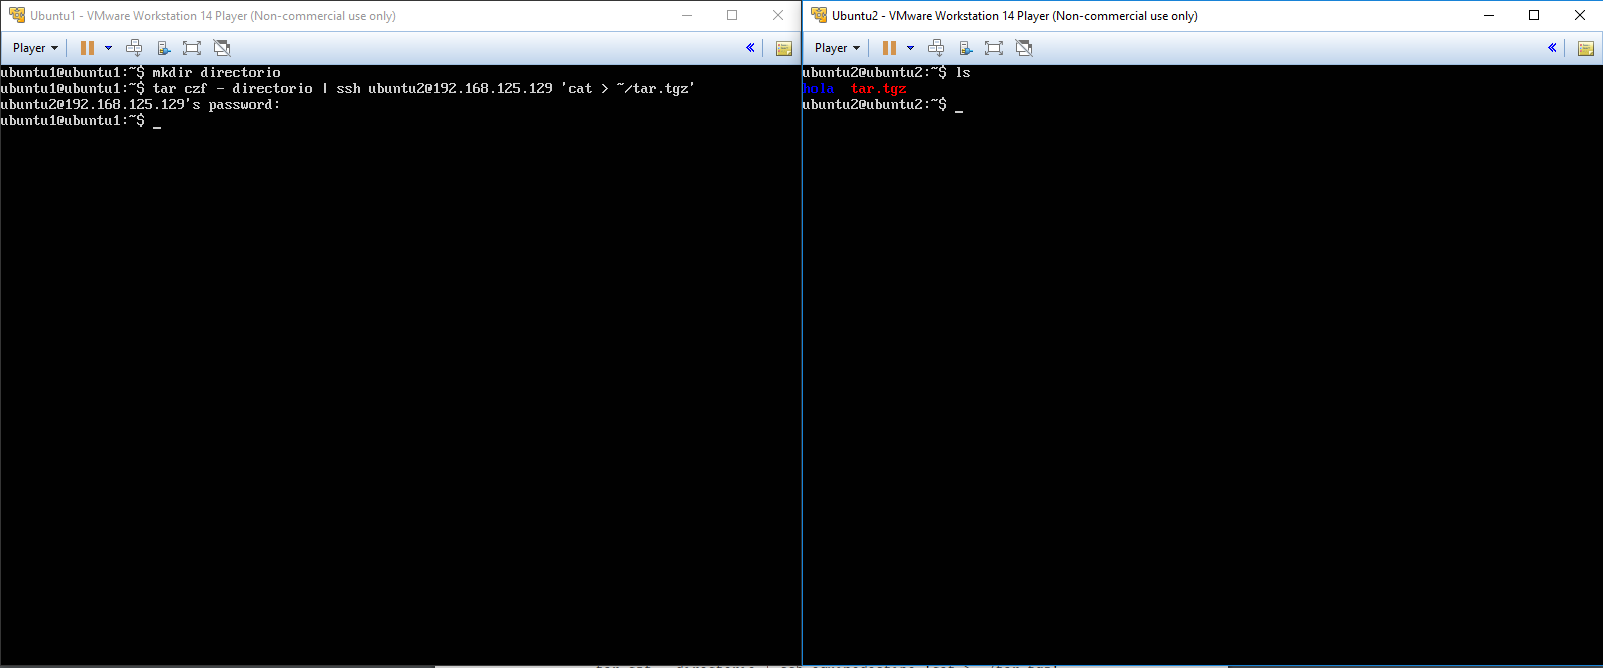 Ubuntu1 - VMware Workstation 14 Player (Non-commercial use only)
Player
ubuntu1@ubuntu1:~$ mkdir directorio
ubuntu1@ubuntu1:~$ tar czf - directorio | ssh ubuntu2@192.168.125.129 'cat > ~/tar.tgz'
ubuntu2@192.168.125.129's password:
ubuntu1@ubuntu1:~$ _
Ubuntu2 - VMware Workstation 14 Player (Non-commercial use only)
Player
ubuntu2@ubuntu2:~$ ls
hola tar.tgz
ubuntu2@ubuntu2:~$ _